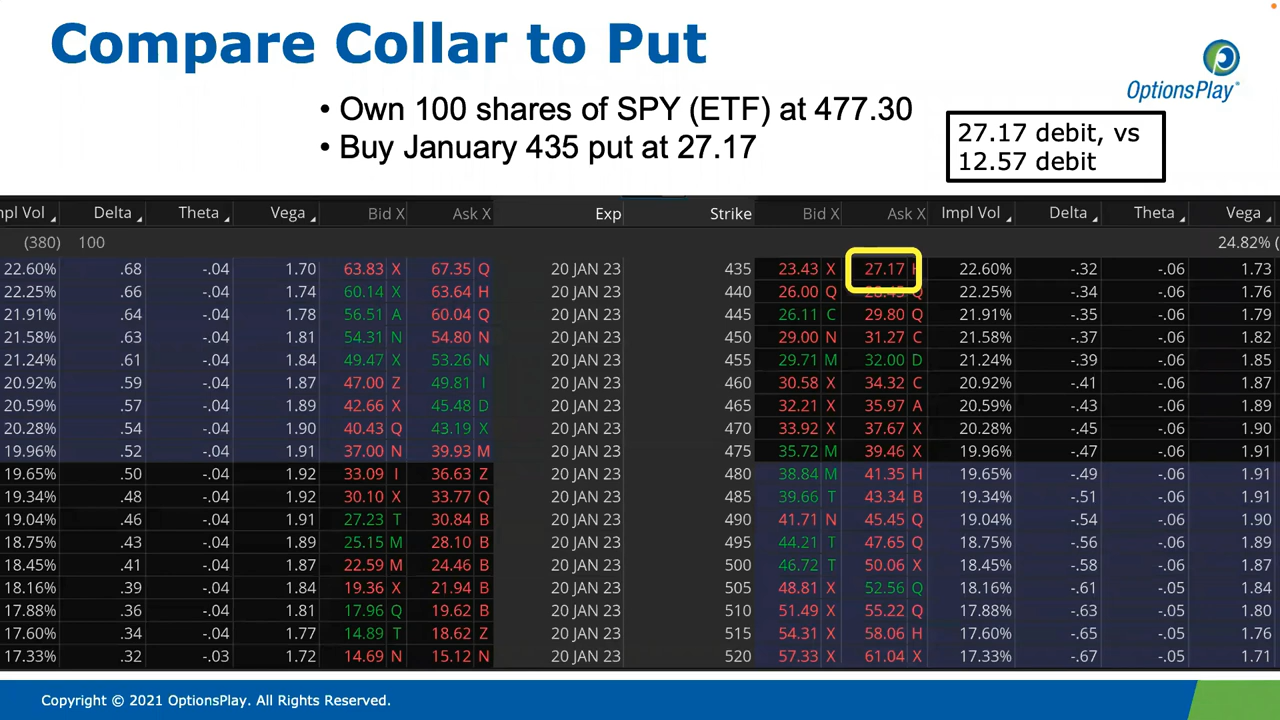 Compare Collar to Put
OptionsPlay
• Own 100 shares of SPY (ETF) at 477.30
• Buy January 435 put at 27.17
27.17 debit, vs
12.57 debit
npl Vol Delta Theta Vega Bid X Ask X Exp Strike Bid X Ask X Impl Vol Delta Theta Vega
(380) 100 24.82% (
22.60% .68 -.04 1.70 63.83 X 67.35 Q 20 JAN 23 435 23.43 X 27.17 22.60% -.32 -.06 1.73
22.25% .66 -.04 1.74 60.14 X 63.64 H 20 JAN 23 440 26.00 Q 28.45 Q 22.25% -.34 -.06 1.76
21.91% .64 -.04 1.78 56.51 A 60.04 Q 20 JAN 23 445 26.11 C 29.80 Q 21.91% -.35 -.06 1.79
21.58% .63 -.04 1.81 54.31 N 54.80 N 20 JAN 23 450 29.00 N 31.27 C 21.58% -.37 -.06 1.82
21.24% .61 -.04 1.84 49.47 X 53.26 N 20 JAN 23 455 29.71 M 32.00 D 21.24% -.39 -.06 1.85
20.92% .59 -.04 1.87 47.00 Z 49.81 I 20 JAN 23 460 30.58 X 34.32 C 20.92% -.41 -.06 1.87
20.59% .57 -.04 1.89 42.66 X 45.48 D 20 JAN 23 465 32.21 X 35.97 A 20.59% -.43 -.06 1.89
20.28% .54 -.04 1.90 40.43 Q 43.19 X 20 JAN 23 470 33.92 X 37.67 X 20.28% -.45 -.06 1.90
19.96% .52 -.04 1.91 37.00 N 39.93 M 20 JAN 23 475 35.72 M 39.46 X 19.96% -.47 -.06 1.91
19.65% .50 -.04 1.92 33.09 I 36.63 Z 20 JAN 23 480 38.84 M 41.35 H 19.65% -.49 -.06 1.91
19.34% .48 -.04 1.92 30.10 X 33.77 Q 20 JAN 23 485 39.66 T 43.34 B 19.34% -.51 -.06 1.91
19.04% .46 -.04 1.91 27.23 T 30.84 B 20 JAN 23 490 41.71 N 45.45 Q 19.04% -.54 -.06 1.90
18.75% .43 -.04 1.89 25.15 M 28.10 B 20 JAN 23 495 44.21 T 47.65 Q 18.75% -.56 -.06 1.89
18.45% .41 -.04 1.87 22.59 M 24.46 B 20 JAN 23 500 46.72 T 50.06 X 18.45% -.58 -.06 1.87
18.16% .39 -.04 1.84 19.36 X 21.94 B 20 JAN 23 505 48.81 X 52.56 Q 18.16% -.61 -.05 1.84
17.88% .36 -.04 1.81 17.96 Q 19.62 B 20 JAN 23 510 51.49 X 55.22 Q 17.88% -.63 -.05 1.80
17.60% .34 -.04 1.77 14.89 T 18.62 Z 20 JAN 23 515 54.31 X 58.06 H 17.60% -.65 -.05 1.76
17.33% .32 -.03 1.72 14.69 N 15.12 N 20 JAN 23 520 57.33 X 61.04 X 17.33% -.67 -.05 1.71
Copyright © 2021 OptionsPlay. All Rights Reserved.